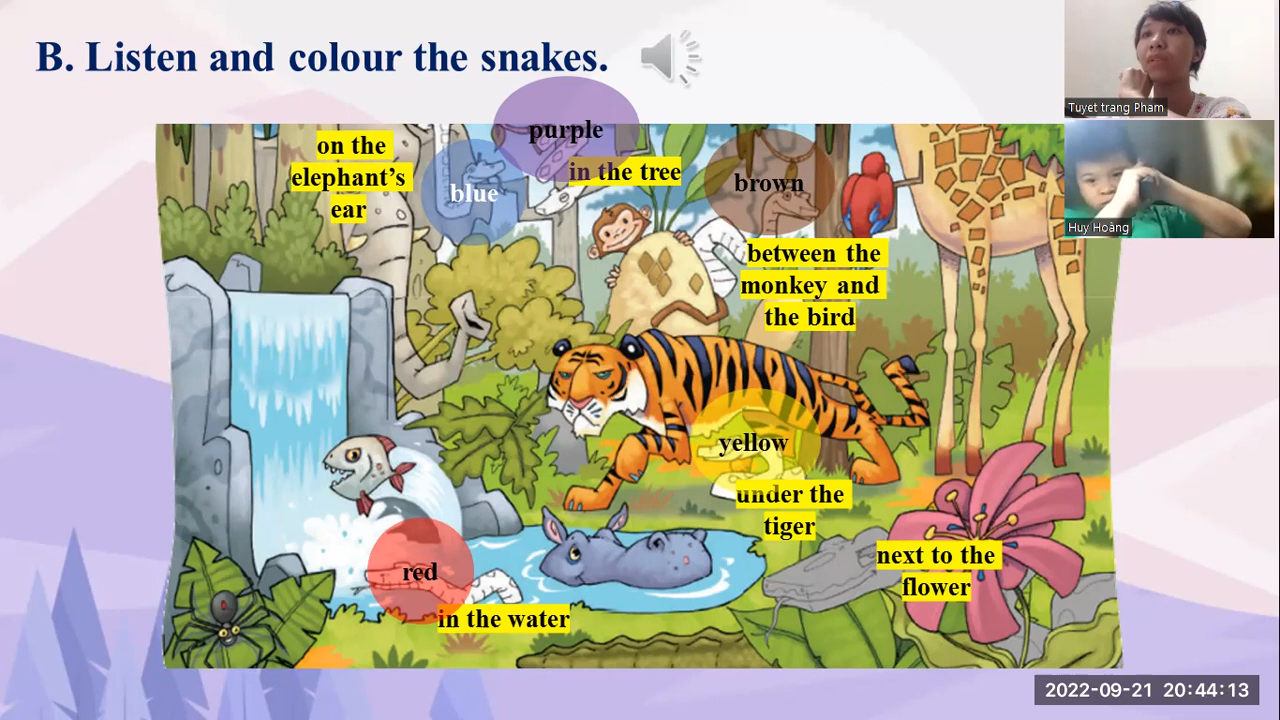 B. Listen and colour the snakes.
Tuyet trang Pham
Huy Hoàng
on the
elephant’s
ear
purple
blue
in the tree
brown
between the
monkey and
the bird
yellow
under the
tiger
next to the
flower
red
in the water
2022-09-21 20:44:13